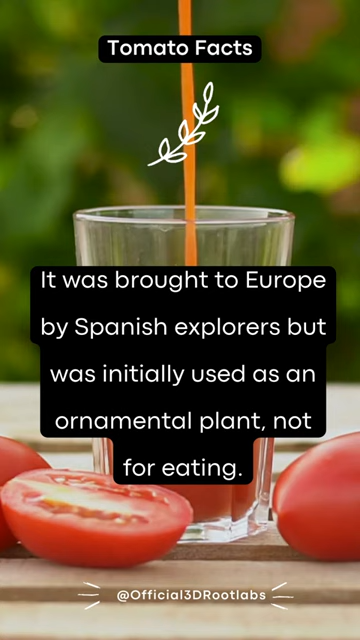 Tomato Facts
It was brought to Europe
by Spanish explorers but
was initially used as an
ornamental plant, not
for eating.
@Official3DRootlabs